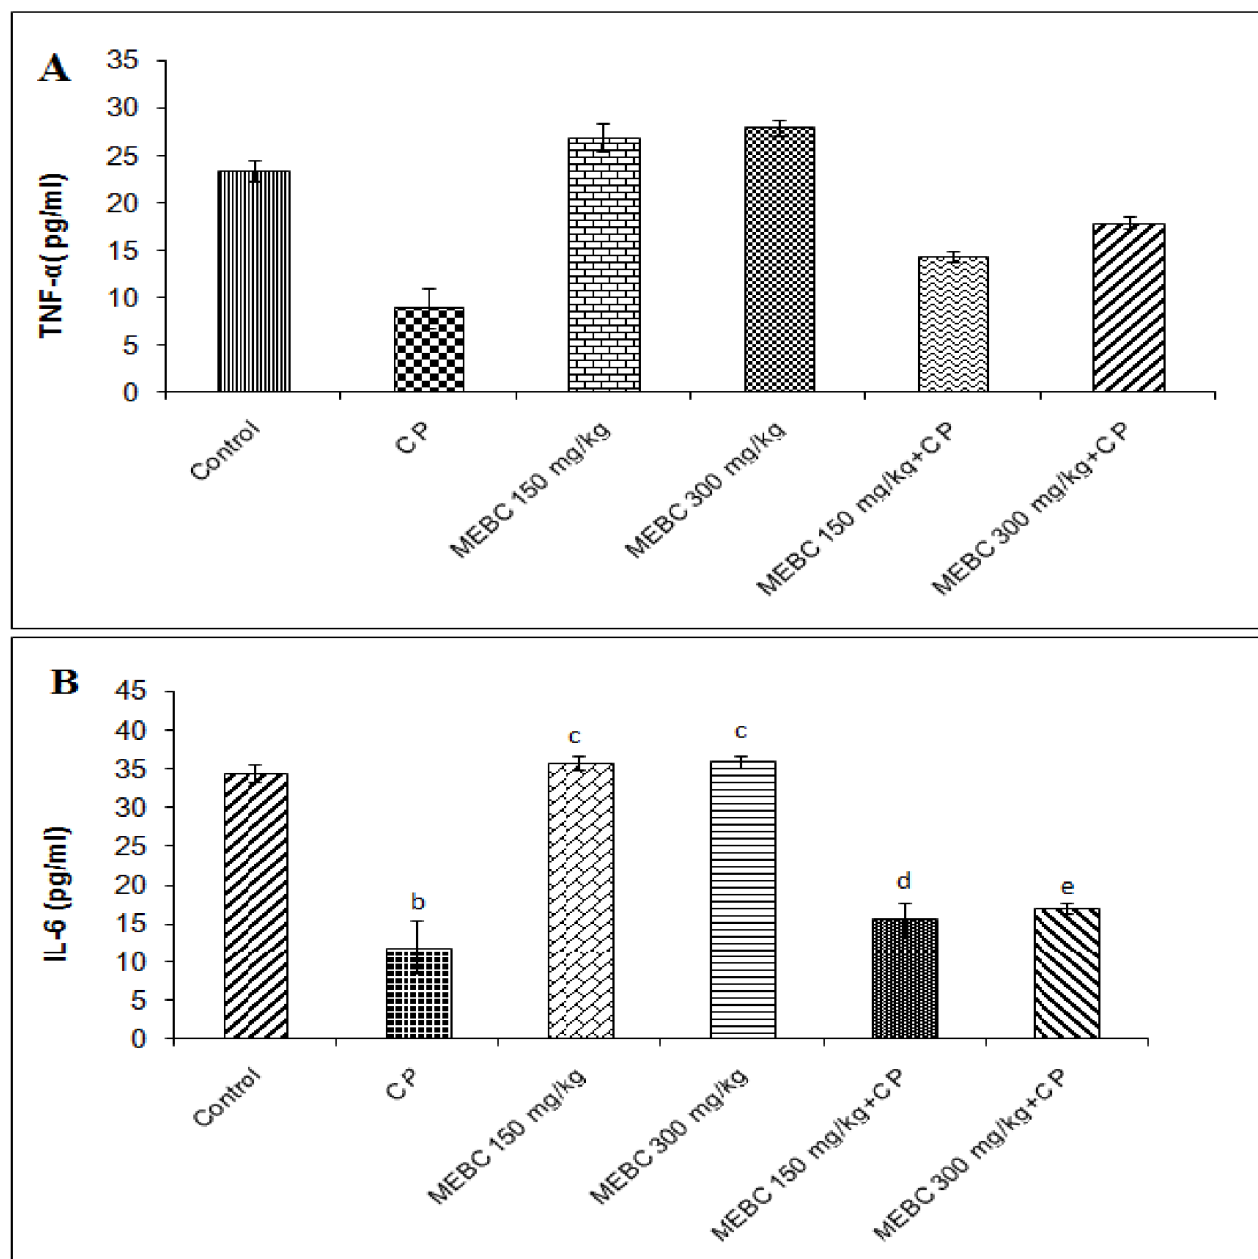 A
35
30
25
20
15
10
5
0
TNF-α( pg/ml)
Control
CP
MEBC 150 mg/kg
MEBC 300 mg/kg
MEBC 150 mg/kg+CP
MEBC 300 mg/kg+CP
B
45
40
35
30
25
20
15
10
5
0
IL-6 (pg/ml)
b
c
c
d
e
Control
CP
MEBC 150 mg/kg
MEBC 300 mg/kg
MEBC 150 mg/kg+CP
MEBC 300 mg/kg+CP